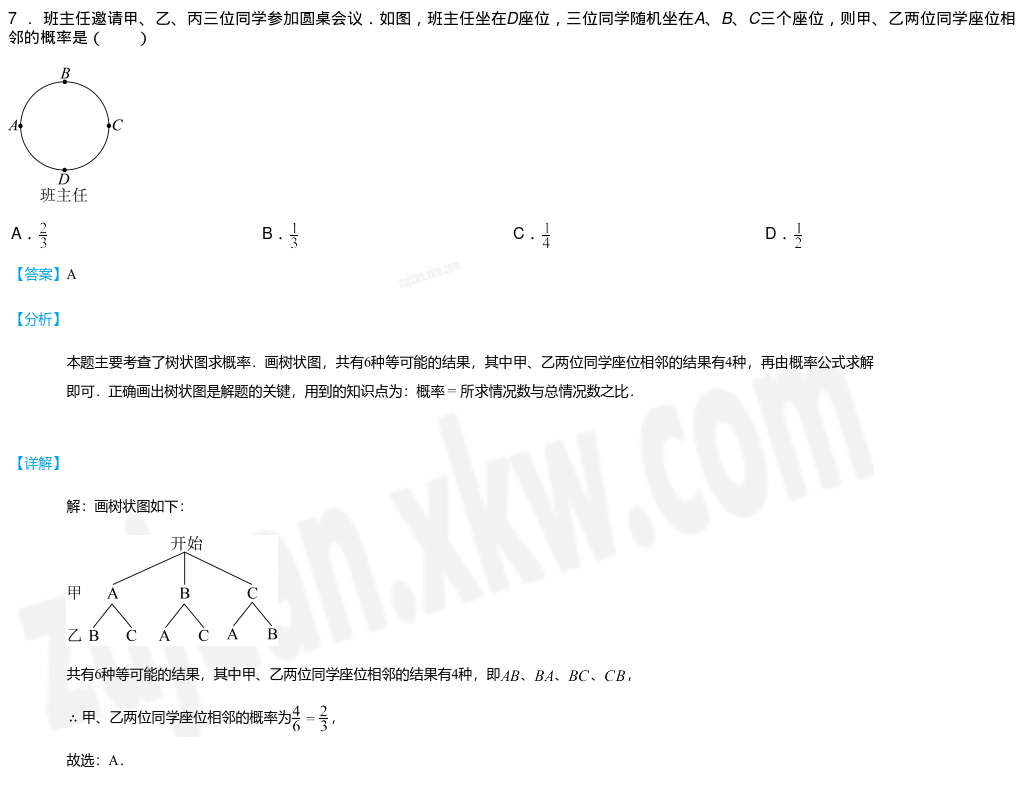 7 ． 班主任邀请甲、乙、丙三位同学参加圆桌会议．如图，班主任坐在D座位，三位同学随机坐在A、B、C三个座位，则甲、乙两位同学座位相
邻的概率是（　　）
B
A
C
D
班主任
A．2/3 B．1/3 C．1/4 D．1/2
【答案】A
zujuan.xkw.com
【分析】
本题主要考查了树状图求概率．画树状图，共有6种等可能的结果，其中甲、乙两位同学座位相邻的结果有4种，再由概率公式求解
即可．正确画出树状图是解题的关键，用到的知识点为：概率＝所求情况数与总情况数之比．
【详解】
解：画树状图如下：
开始
甲 A B C
乙 B C A C A B
共有6种等可能的结果，其中甲、乙两位同学座位相邻的结果有4种，即AB、BA、BC、CB，
∴甲、乙两位同学座位相邻的概率为4/6＝2/3，
故选：A．
zujuan.xkw.com